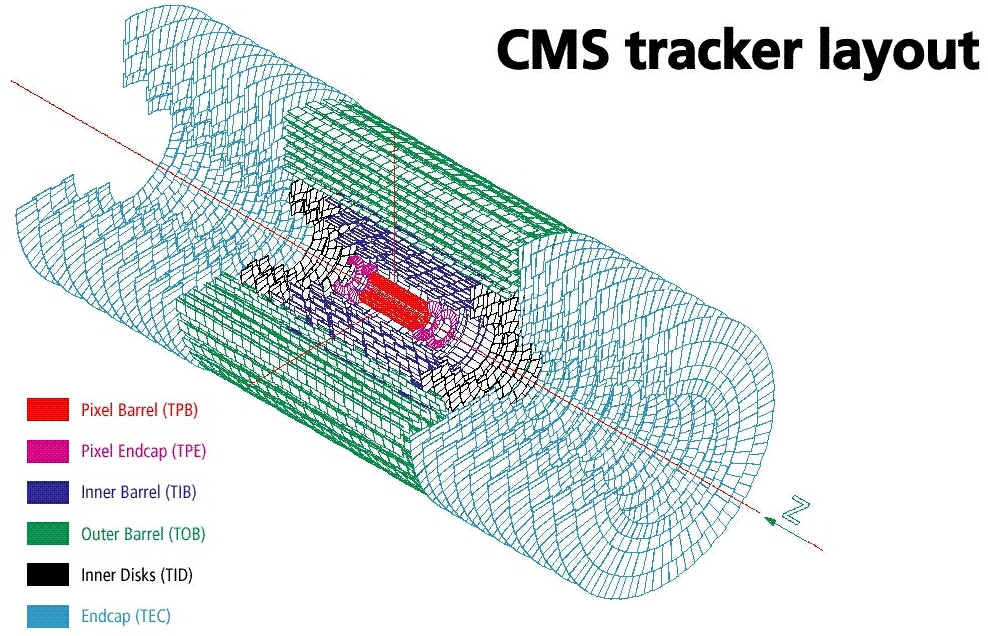 CMS tracker layout
Pixel Barrel (TPB)
Pixel Endcap (TPE)
Inner Barrel (TIB)
Outer Barrel (TOB)
Inner Disks (TID)
Endcap (TEC)
Z